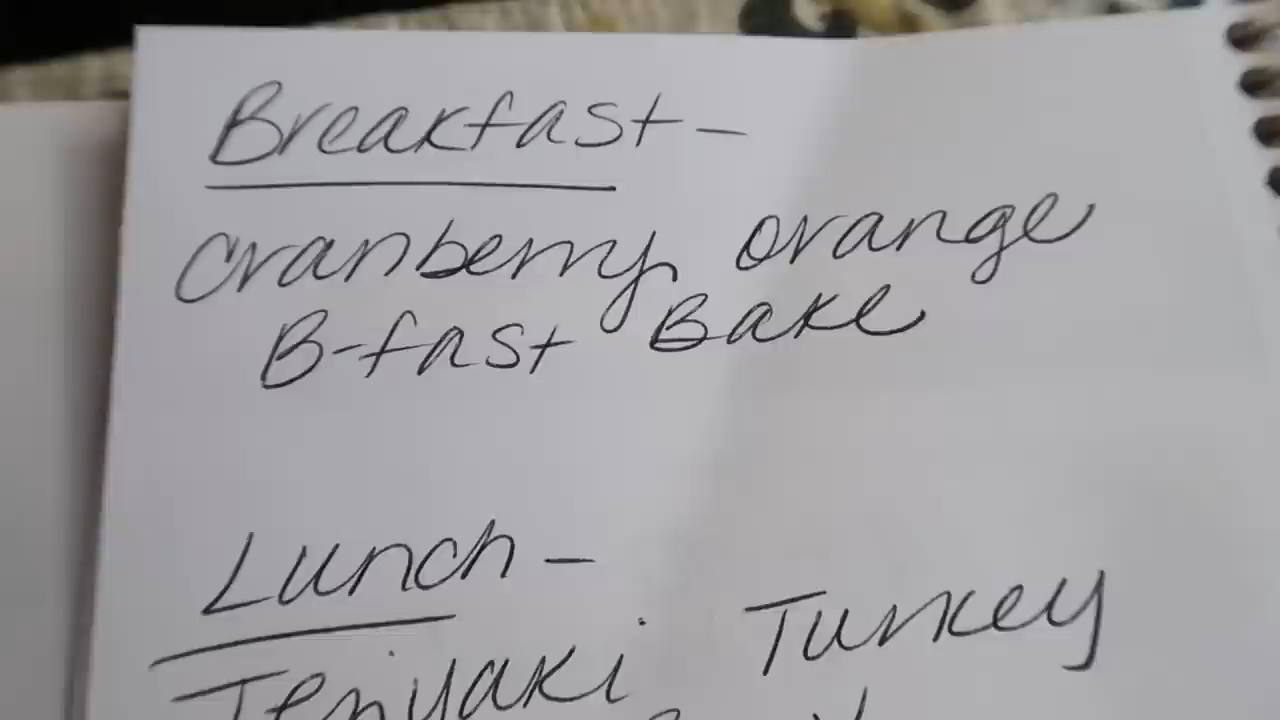 Breakfast -
Cranberry orange
B-fast Bake
Lunch -
Teriyaki Turkey